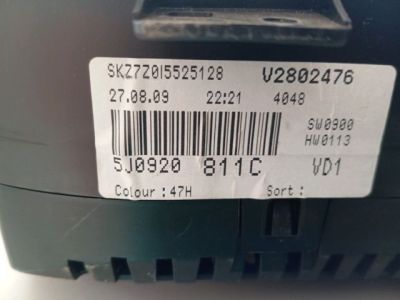 SKZ7Z0I5525128 V2802476
27.08.09 22:21 4048
SW0900
HW0113
5J0920 811C VD1
Colour : 47H Sort :